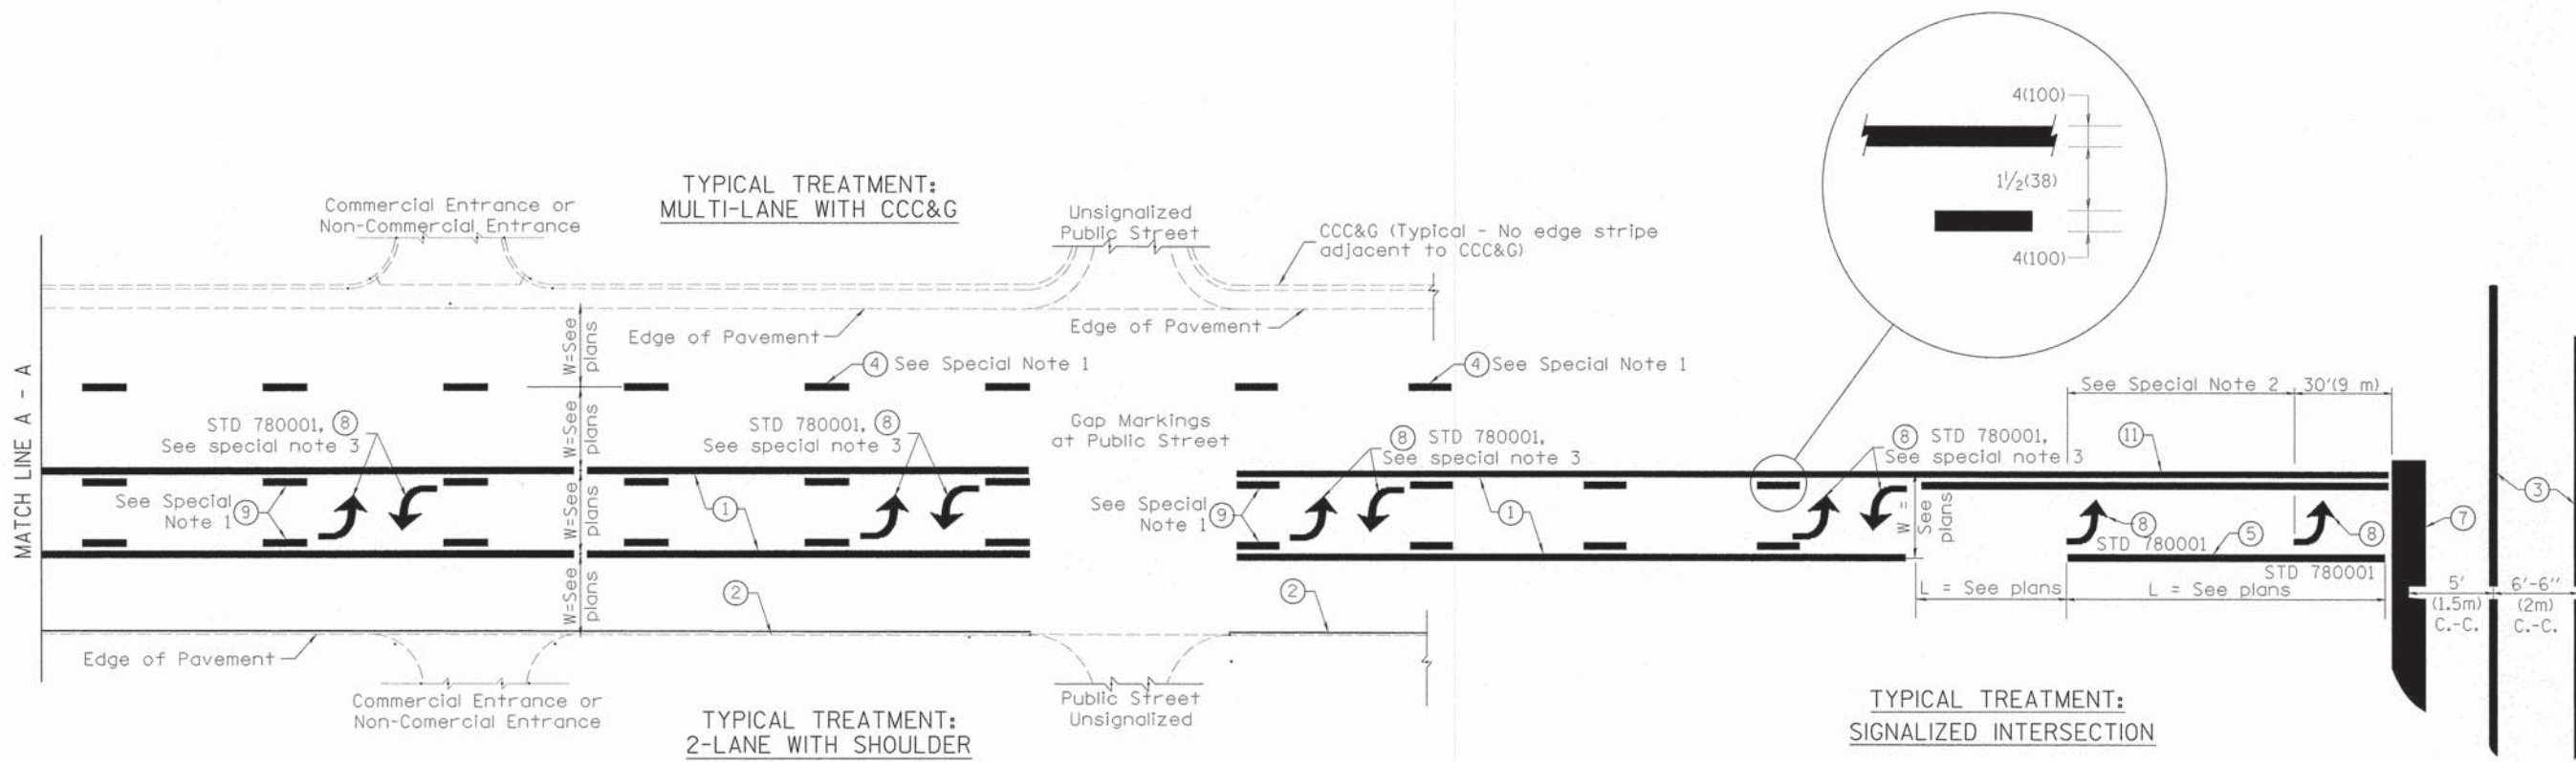 4(100)
1 1/2(38)
4(100)
TYPICAL TREATMENT:
MULTI-LANE WITH CCC&G
Commercial Entrance or
Non-Commercial Entrance
Unsignalized
Public Street
CCC&G (Typical - No edge stripe
adjacent to CCC&G)
Edge of Pavement
Edge of Pavement
W=See
plans
4 See Special Note 1
4 See Special Note 1
MATCH LINE A - A
STD 780001, 8
See special note 3
W=See
plans
STD 780001, 8
See special note 3
Gap Markings
at Public Street
8 STD 780001,
See special note 3
8 STD 780001,
See special note 3
See Special Note 2
30'(9 m)
11
See Special
Note 1 9
W=See
plans
1
See Special
Note 1 9
1
W =
See
plans
8
STD 780001
5
8
7
3
STD 780001
2
W=See
plans
2
L = See plans
L = See plans
5'
(1.5m)
C.-C.
6'-6''
(2m)
C.-C.
Edge of Pavement
Commercial Entrance or
Non-Comercial Entrance
Public Street
Unsignalized
TYPICAL TREATMENT:
2-LANE WITH SHOULDER
TYPICAL TREATMENT:
SIGNALIZED INTERSECTION